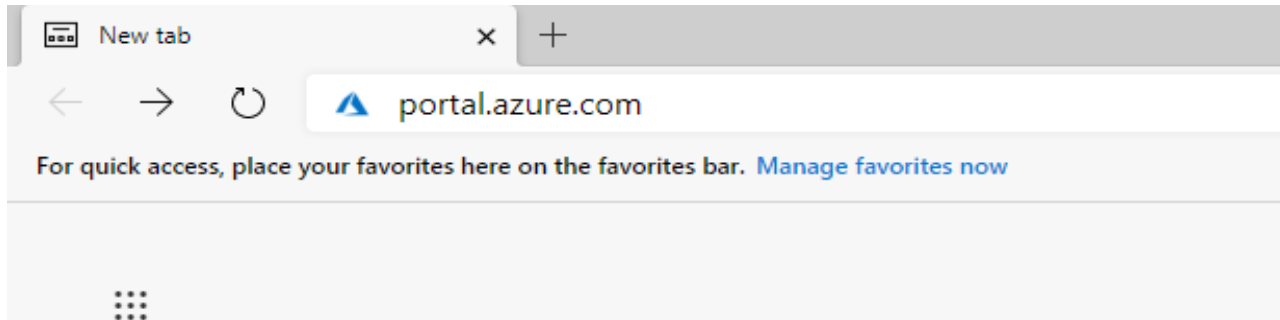 New tab
portal.azure.com
For quick access, place your favorites here on the favorites bar. Manage favorites now